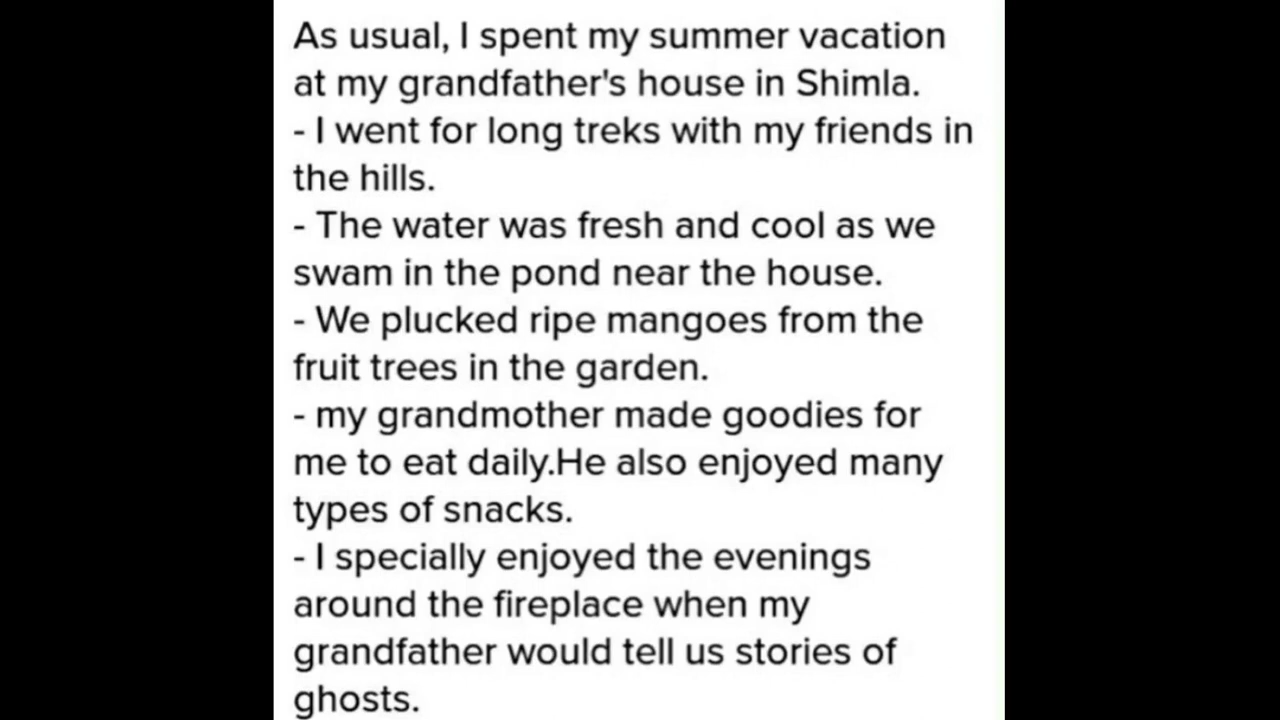 As usual, I spent my summer vacation
at my grandfather's house in Shimla.
- I went for long treks with my friends in
the hills.
- The water was fresh and cool as we
swam in the pond near the house.
- We plucked ripe mangoes from the
fruit trees in the garden.
- my grandmother made goodies for
me to eat daily.He also enjoyed many
types of snacks.
- I specially enjoyed the evenings
around the fireplace when my
grandfather would tell us stories of
ghosts.